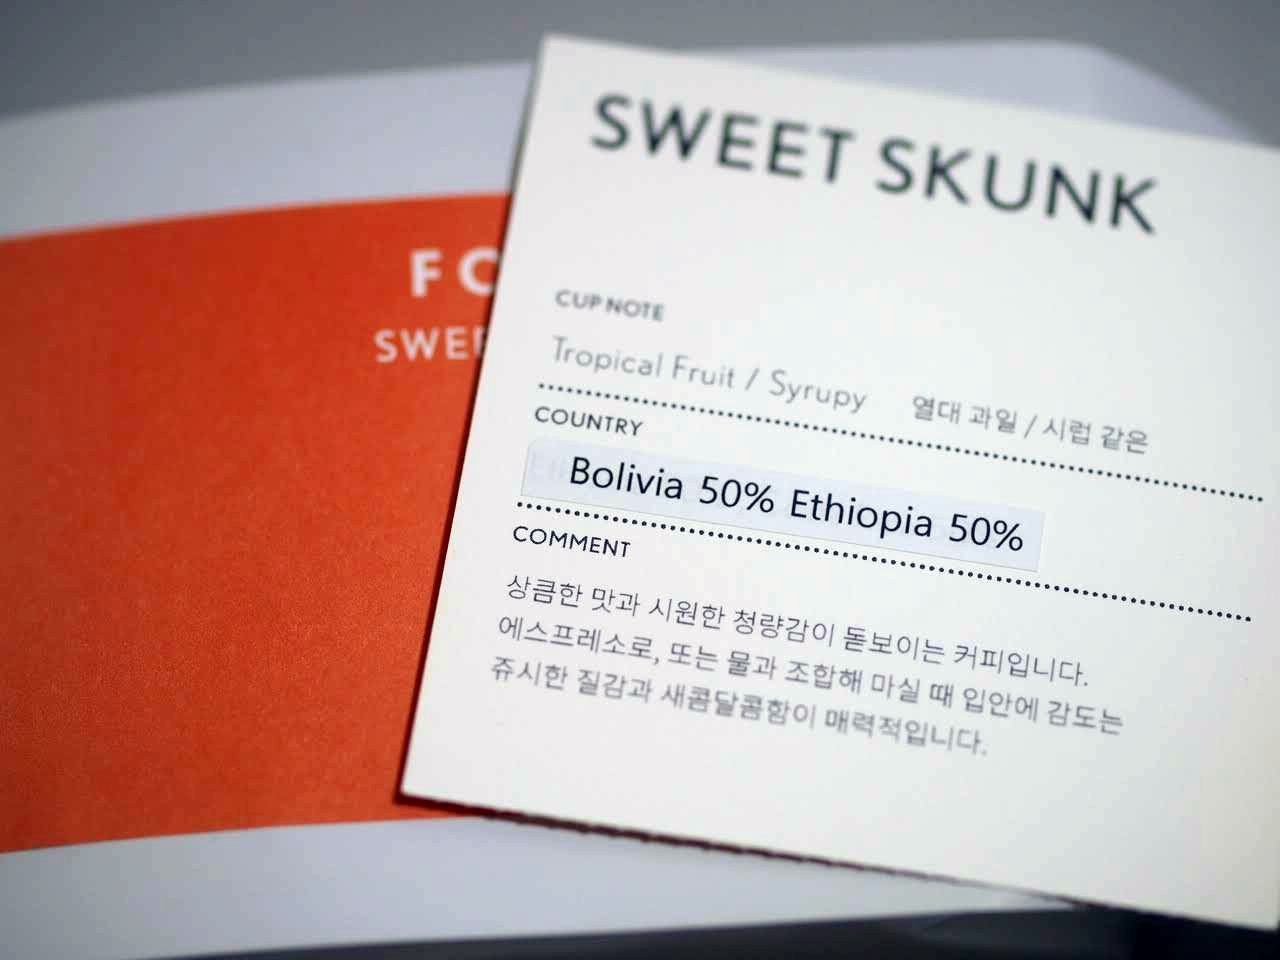 SWEET SKUNK
CUP NOTE
Tropical Fruit / Syrupy 열대 과일 / 시럽 같은
COUNTRY
Bolivia 50% Ethiopia 50%
COMMENT
상큼한 맛과 시원한 청량감이 돋보이는 커피입니다.
에스프레소로, 또는 물과 조합해 마실 때 입안에 감도는
쥬시한 질감과 새콤달콤함이 매력적입니다.